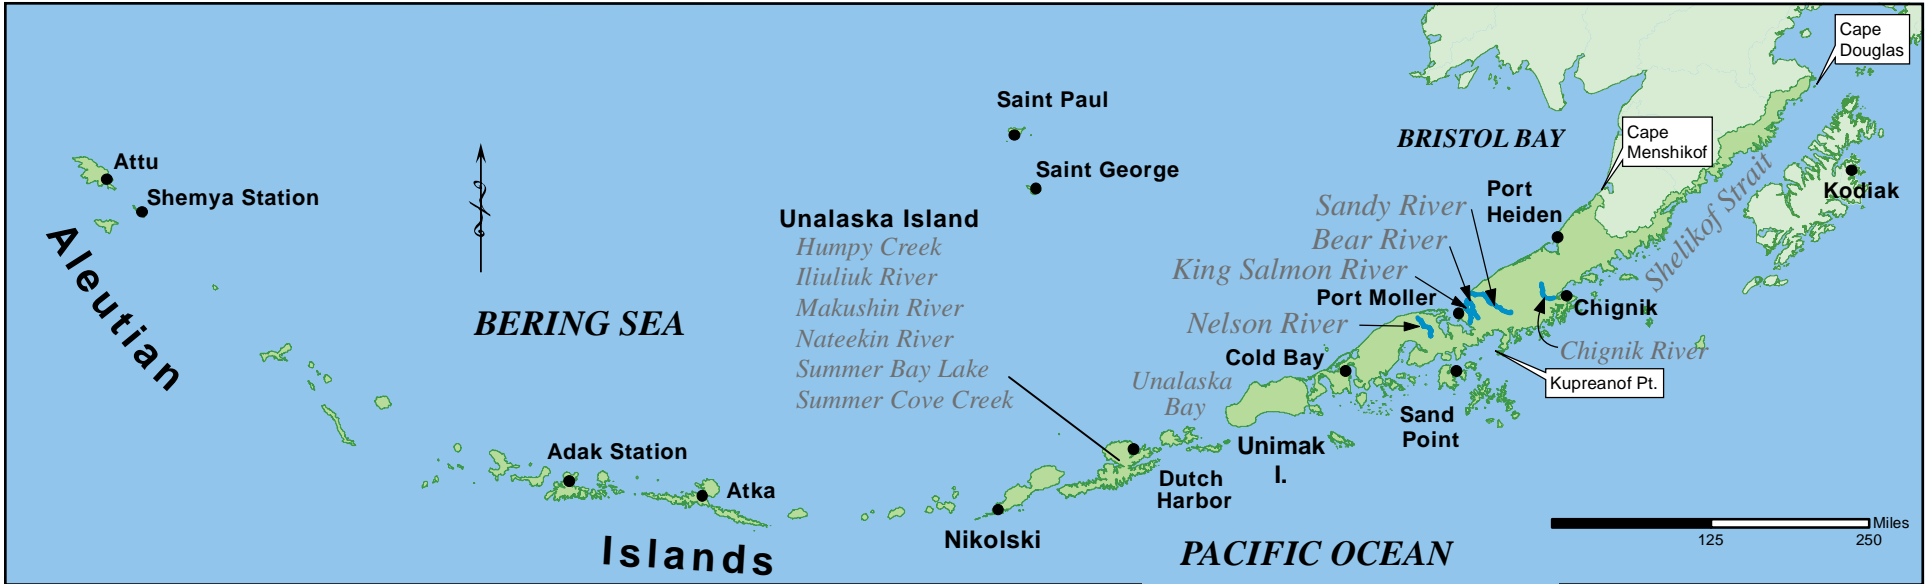 Cape
Douglas
Saint Paul
Cape
Menshikof
BRISTOL BAY
Attu
Saint George
Shemya Station
Port
Heiden
Kodiak
Shelikof Strait
Unalaska Island
Humpy Creek
Iliuliuk River
Makushin River
Nateekin River
Summer Bay Lake
Summer Cove Creek
Sandy River
Bear River
King Salmon River
Port Moller
Nelson River
Chignik
Chignik River
Aleutian
BERING SEA
Cold Bay
Kupreanof Pt.
Unalaska
Bay
Sand
Point
Unimak
I.
Adak Station
Atka
Dutch
Harbor
Nikolski
Islands
PACIFIC OCEAN
Miles
125
250